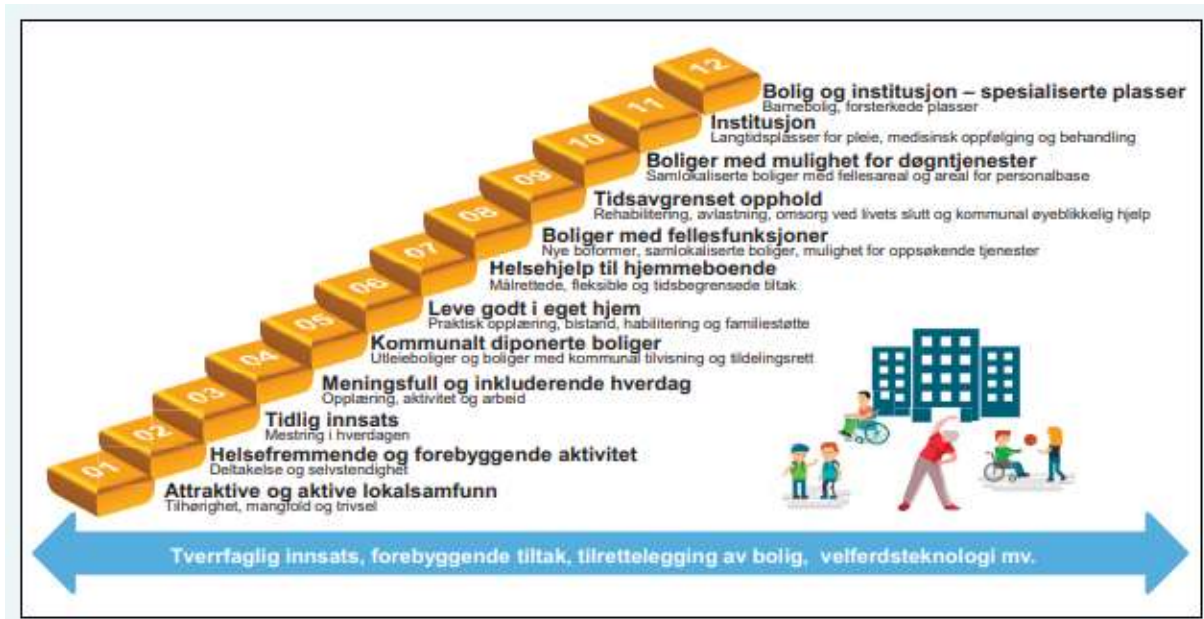 12
Bolig og institusjon – spesialiserte plasser
Barnebolig, forsterkede plasser
11
Institusjon
Langtidsplasser for pleie, medisinsk oppfølging og behandling
10
Boliger med mulighet for døgntjenester
Samlokaliserte boliger med fellesareal og areal for personalbase
09
Tidsavgrenset opphold
Rehabilitering, avlastning, omsorg ved livets slutt og kommunal øyeblikkelig hjelp
08
Boliger med fellesfunksjoner
Nye boformer, samlokaliserte boliger, mulighet for oppsøkende tjenester
07
Helsehjelp til hjemmeboende
Målrettede, fleksible og tidsbegrensede tiltak
06
Leve godt i eget hjem
Praktisk opplæring, bistand, habilitering og familiestøtte
05
Kommunalt diponerte boliger
Utleieboliger og boliger med kommunal tilvisning og tildelingsrett
04
Meningsfull og inkluderende hverdag
Opplæring, aktivitet og arbeid
03
Tidlig innsats
Mestring i hverdagen
02
Helsefremmende og forebyggende aktivitet
Deltakelse og selvstendighet
01
Attraktive og aktive lokalsamfunn
Tilhørighet, mangfold og trivsel
Tverrfaglig innsats, forebyggende tiltak, tilrettelegging av bolig, velferdsteknologi mv.